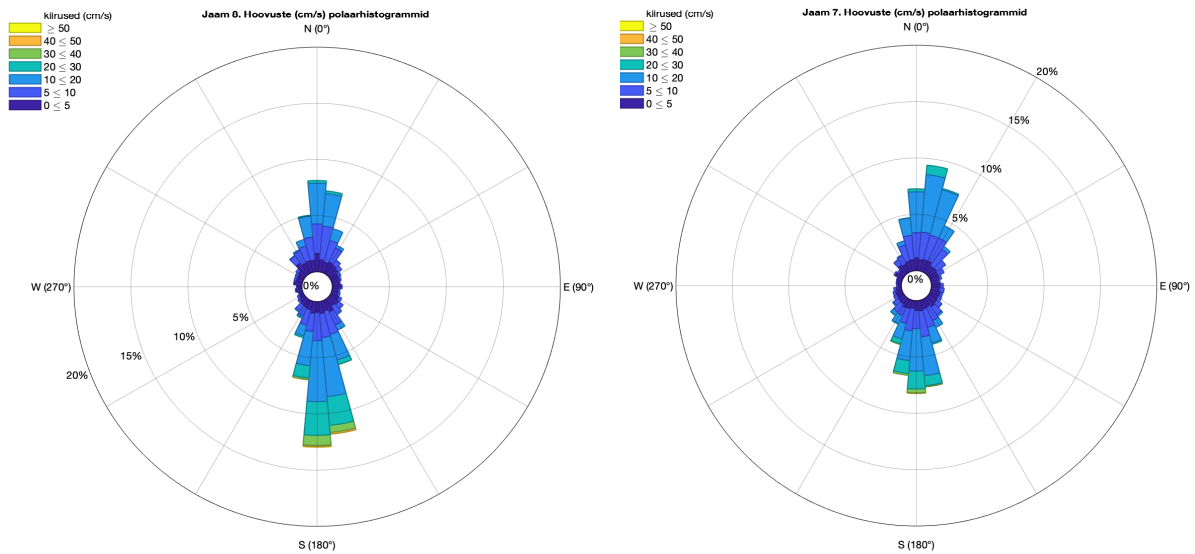 Jaam 8. Hoovuste (cm/s) polaarhistogrammid
kiirused (cm/s)
≥ 50
40 ≤ 50
30 ≤ 40
20 ≤ 30
10 ≤ 20
5 ≤ 10
0 ≤ 5
N (0°)
W (270°)
0%
E (90°)
5%
10%
15%
20%
S (180°)
Jaam 7. Hoovuste (cm/s) polaarhistogrammid
kiirused (cm/s)
≥ 50
40 ≤ 50
30 ≤ 40
20 ≤ 30
10 ≤ 20
5 ≤ 10
0 ≤ 5
N (0°)
20%
15%
10%
5%
0%
W (270°)
E (90°)
S (180°)